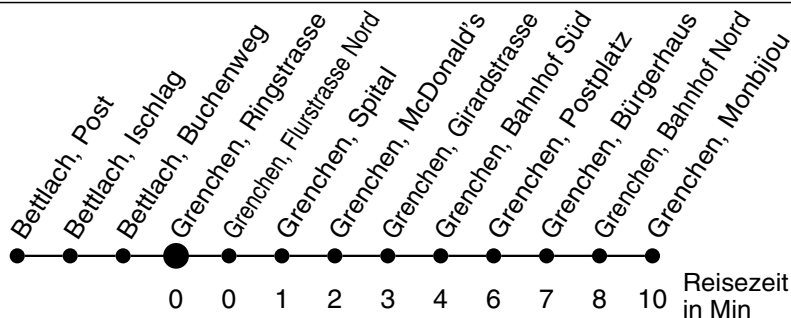 Bettlach, Post
Bettlach, Ischlag
Bettlach, Buchenweg
Grenchen, Ringstrasse
Grenchen, Flurstrasse Nord
Grenchen, Spital
Grenchen, McDonald's
Grenchen, Girardstrasse
Grenchen, Bahnhof Süd
Grenchen, Postplatz
Grenchen, Bürgerhaus
Grenchen, Bahnhof Nord
Grenchen, Monbijou
0 0 1 2 3 4 6 7 8 10 Reisezeit
in Min